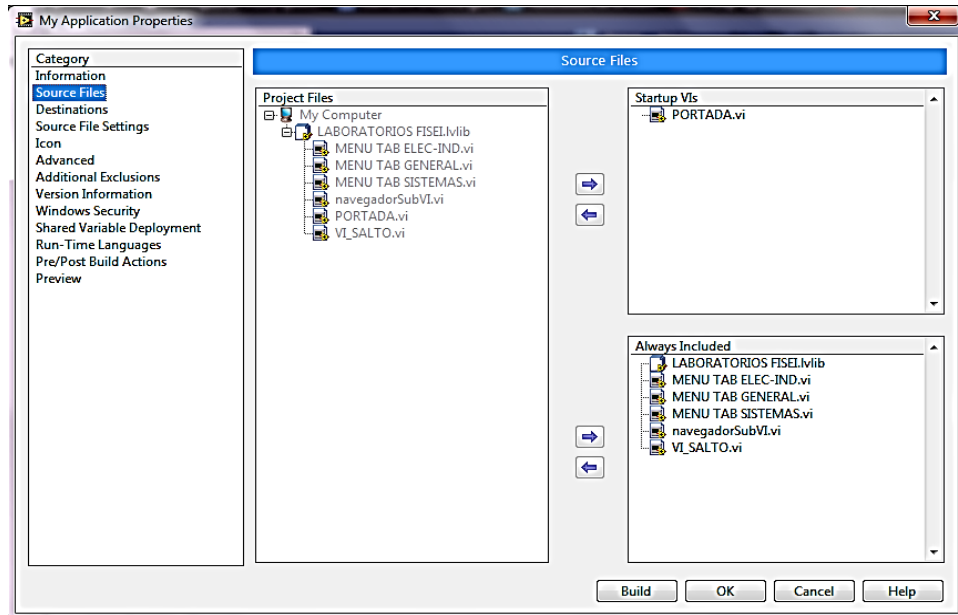 My Application Properties
Category
Information
Source Files
Destinations
Source File Settings
Icon
Advanced
Additional Exclusions
Version Information
Windows Security
Shared Variable Deployment
Run-Time Languages
Pre/Post Build Actions
Preview
Source Files
Project Files
My Computer
LABORATORIOS FISEI.lvlib
MENU TAB ELEC-IND.vi
MENU TAB GENERAL.vi
MENU TAB SISTEMAS.vi
navegadorSubVI.vi
PORTADA.vi
VI_SALTO.vi
Startup VIs
PORTADA.vi
Always Included
LABORATORIOS FISEI.lvlib
MENU TAB ELEC-IND.vi
MENU TAB GENERAL.vi
MENU TAB SISTEMAS.vi
navegadorSubVI.vi
VI_SALTO.vi
Build OK Cancel Help